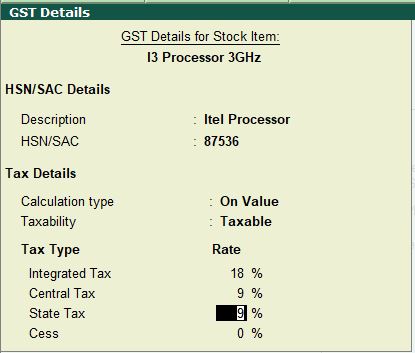 GST Details
GST Details for Stock Item:
I3 Processor 3GHz
HSN/SAC Details
Description : Itel Processor
HSN/SAC : 87536
Tax Details
Calculation type : On Value
Taxability : Taxable
Tax Type Rate
Integrated Tax 18 %
Central Tax 9 %
State Tax 9 %
Cess 0 %